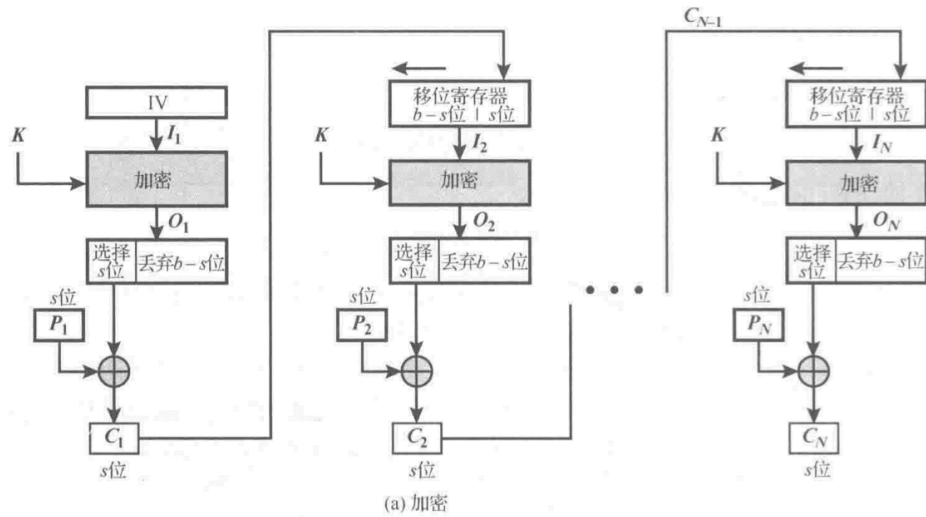 C_{N-1}
IV
I_1
K
加密
O_1
选择 s位
丢弃b-s位
s位
P_1
C_1
s位
移位寄存器
b-s位 | s位
I_2
K
加密
O_2
选择 s位
丢弃b-s位
s位
P_2
C_2
s位
• • •
移位寄存器
b-s位 | s位
I_N
K
加密
O_N
选择 s位
丢弃b-s位
s位
P_N
C_N
s位
(a) 加密